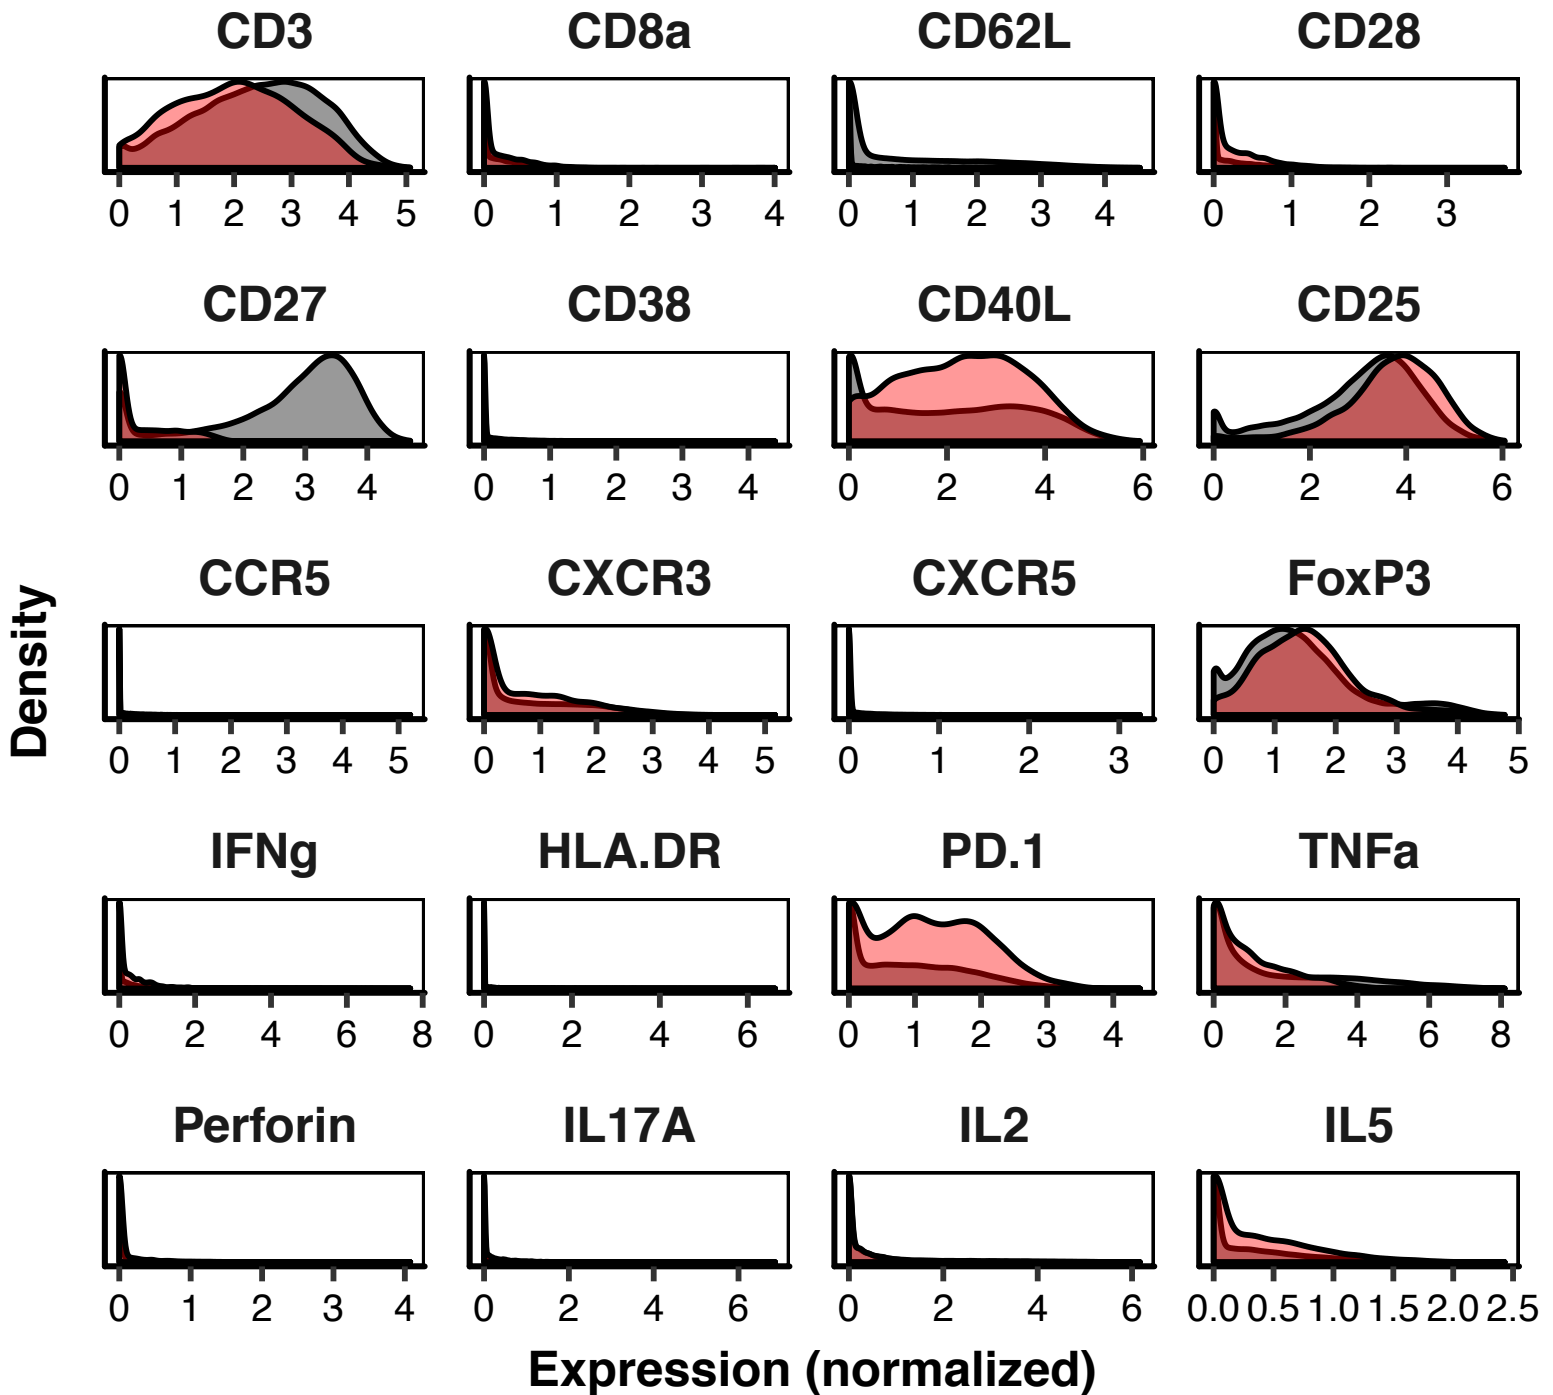 CD3 CD8a CD62L CD28
0 1 2 3 4 5 0 1 2 3 4 0 1 2 3 4 0 1 2 3
CD27 CD38 CD40L CD25
0 1 2 3 4 0 1 2 3 4 0 2 4 6 0 2 4 6
CCR5 CXCR3 CXCR5 FoxP3
0 1 2 3 4 5 0 1 2 3 4 5 0 1 2 3 0 1 2 3 4 5
Density
IFNg HLA.DR PD.1 TNFa
0 2 4 6 8 0 2 4 6 0 1 2 3 4 0 2 4 6 8
Perforin IL17A IL2 IL5
0 1 2 3 4 0 2 4 6 0 2 4 6 0.0 0.5 1.0 1.5 2.0 2.5
Expression (normalized)